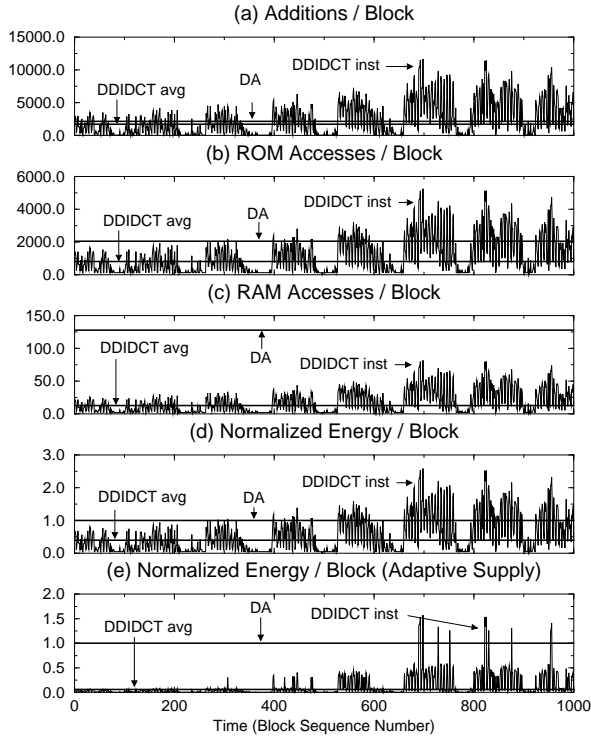 (a) Additions / Block
15000.0
10000.0
5000.0
0.0
DDIDCT avg
DA
DDIDCT inst
(b) ROM Accesses / Block
6000.0
4000.0
2000.0
0.0
DDIDCT avg
DA
DDIDCT inst
(c) RAM Accesses / Block
150.0
100.0
50.0
0.0
DDIDCT avg
DA
DDIDCT inst
(d) Normalized Energy / Block
3.0
2.0
1.0
0.0
DDIDCT avg
DA
DDIDCT inst
(e) Normalized Energy / Block (Adaptive Supply)
2.0
1.5
1.0
0.5
0.0
DDIDCT avg
DA
DDIDCT inst
0 200 400 600 800 1000
Time (Block Sequence Number)